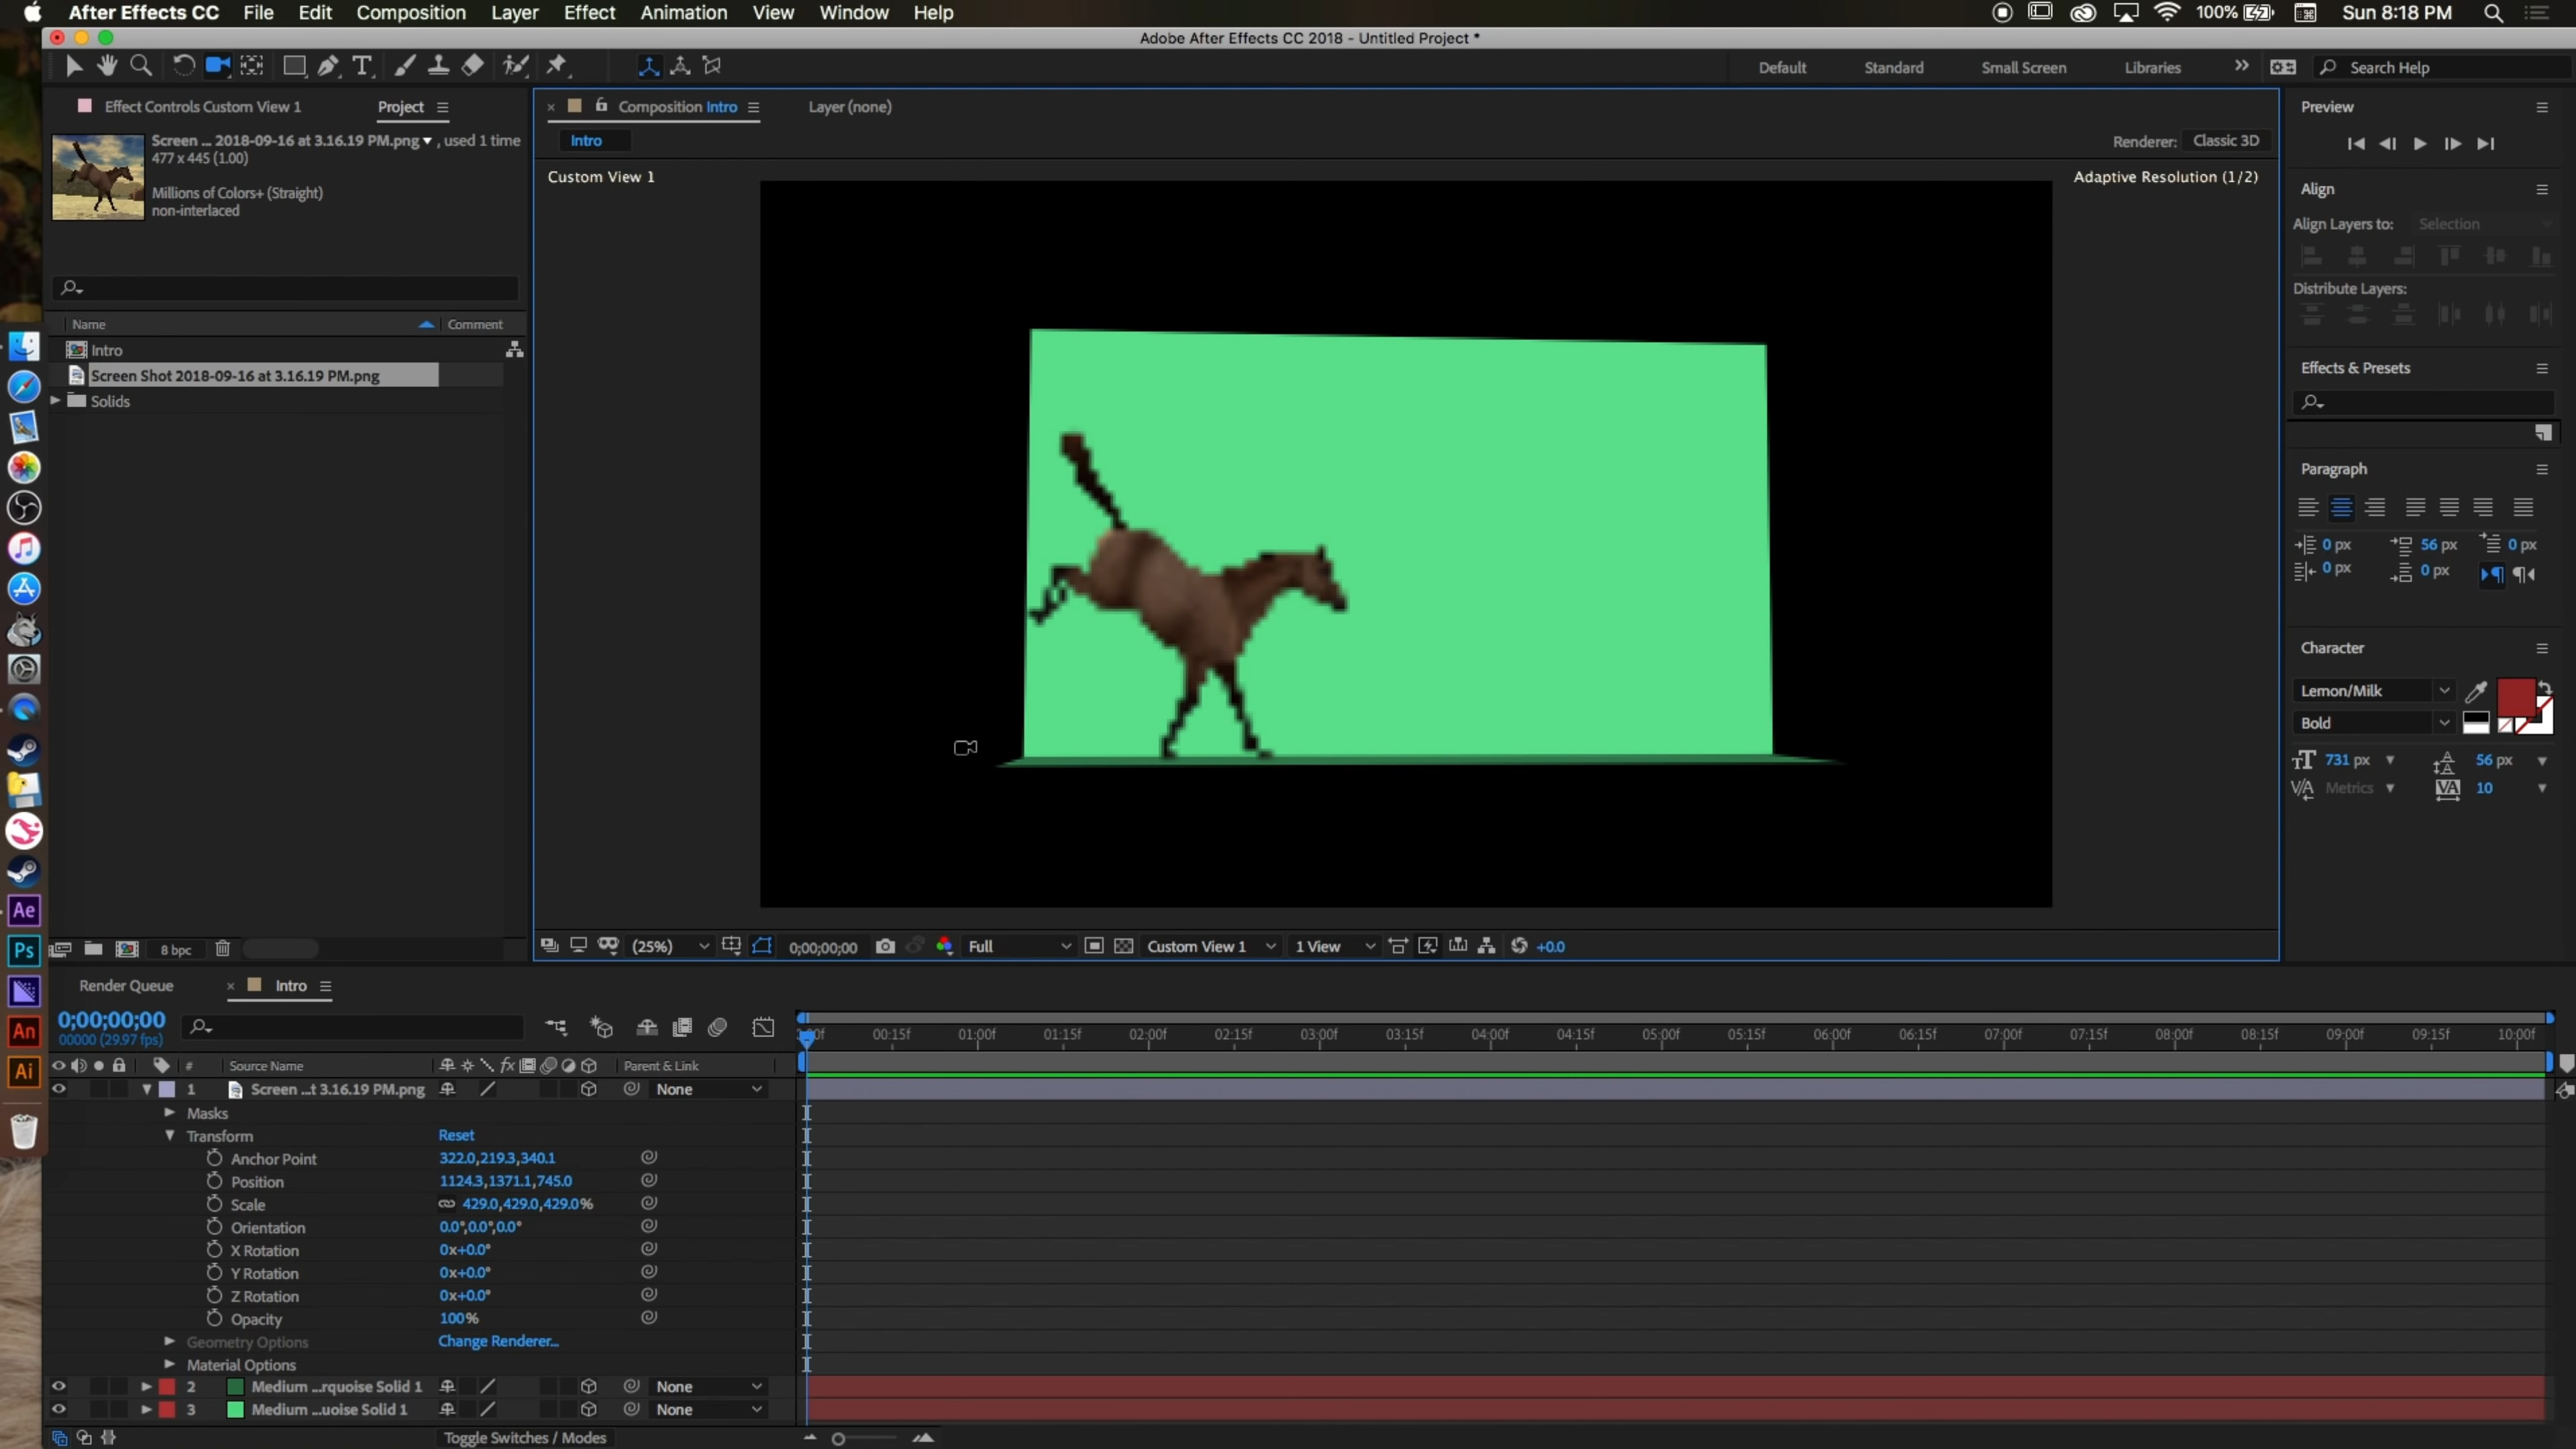 After Effects CC File Edit Composition Layer Effect Animation View Window Help 100% Sun 8:18 PM
Adobe After Effects CC 2018 - Untitled Project *
Default Standard Small Screen Libraries Search Help
Effect Controls Custom View 1 Project
Composition Intro Layer (none)
Screen ... 2018-09-16 at 3.16.19 PM.png , used 1 time
477 x 445 (1.00)
Millions of Colors+ (Straight)
non-interlaced
Name Comment
Intro
Screen Shot 2018-09-16 at 3.16.19 PM.png
Solids
8 bpc
Intro
Renderer: Classic 3D
Custom View 1 Adaptive Resolution (1/2)
(25%) 0;00;00;00 Full Custom View 1 1 View +0.0
Preview
Align
Align Layers to: Selection
Distribute Layers:
Effects & Presets
Paragraph
0 px 56 px 0 px
0 px 0 px
Character
Lemon/Milk
Bold
731 px 56 px
Metrics 10
Ae
Ps
An
Ai
Render Queue Intro
0;00;00;00
00000 (29.97 fps)
00:15f 01:00f 01:15f 02:00f 02:15f 03:00f 03:15f 04:00f 04:15f 05:00f 05:15f 06:00f 06:15f 07:00f 07:15f 08:00f 08:15f 09:00f 09:15f 10:00f
# Source Name Parent & Link
1 Screen ...t 3.16.19 PM.png None
Masks
Transform Reset
Anchor Point 322.0,219.3,340.1
Position 1124.3,1371.1,745.0
Scale 429.0,429.0,429.0%
Orientation 0.0°,0.0°,0.0°
X Rotation 0x+0.0°
Y Rotation 0x+0.0°
Z Rotation 0x+0.0°
Opacity 100%
Geometry Options Change Renderer...
Material Options
2 Medium ...rquoise Solid 1 None
3 Medium ...uoise Solid 1 None
Toggle Switches / Modes